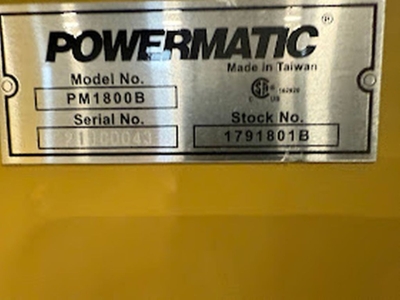 POWERMATIC®
Made in Taiwan
Model No.
PM1800B
Serial No.
Stock No.
1791801B